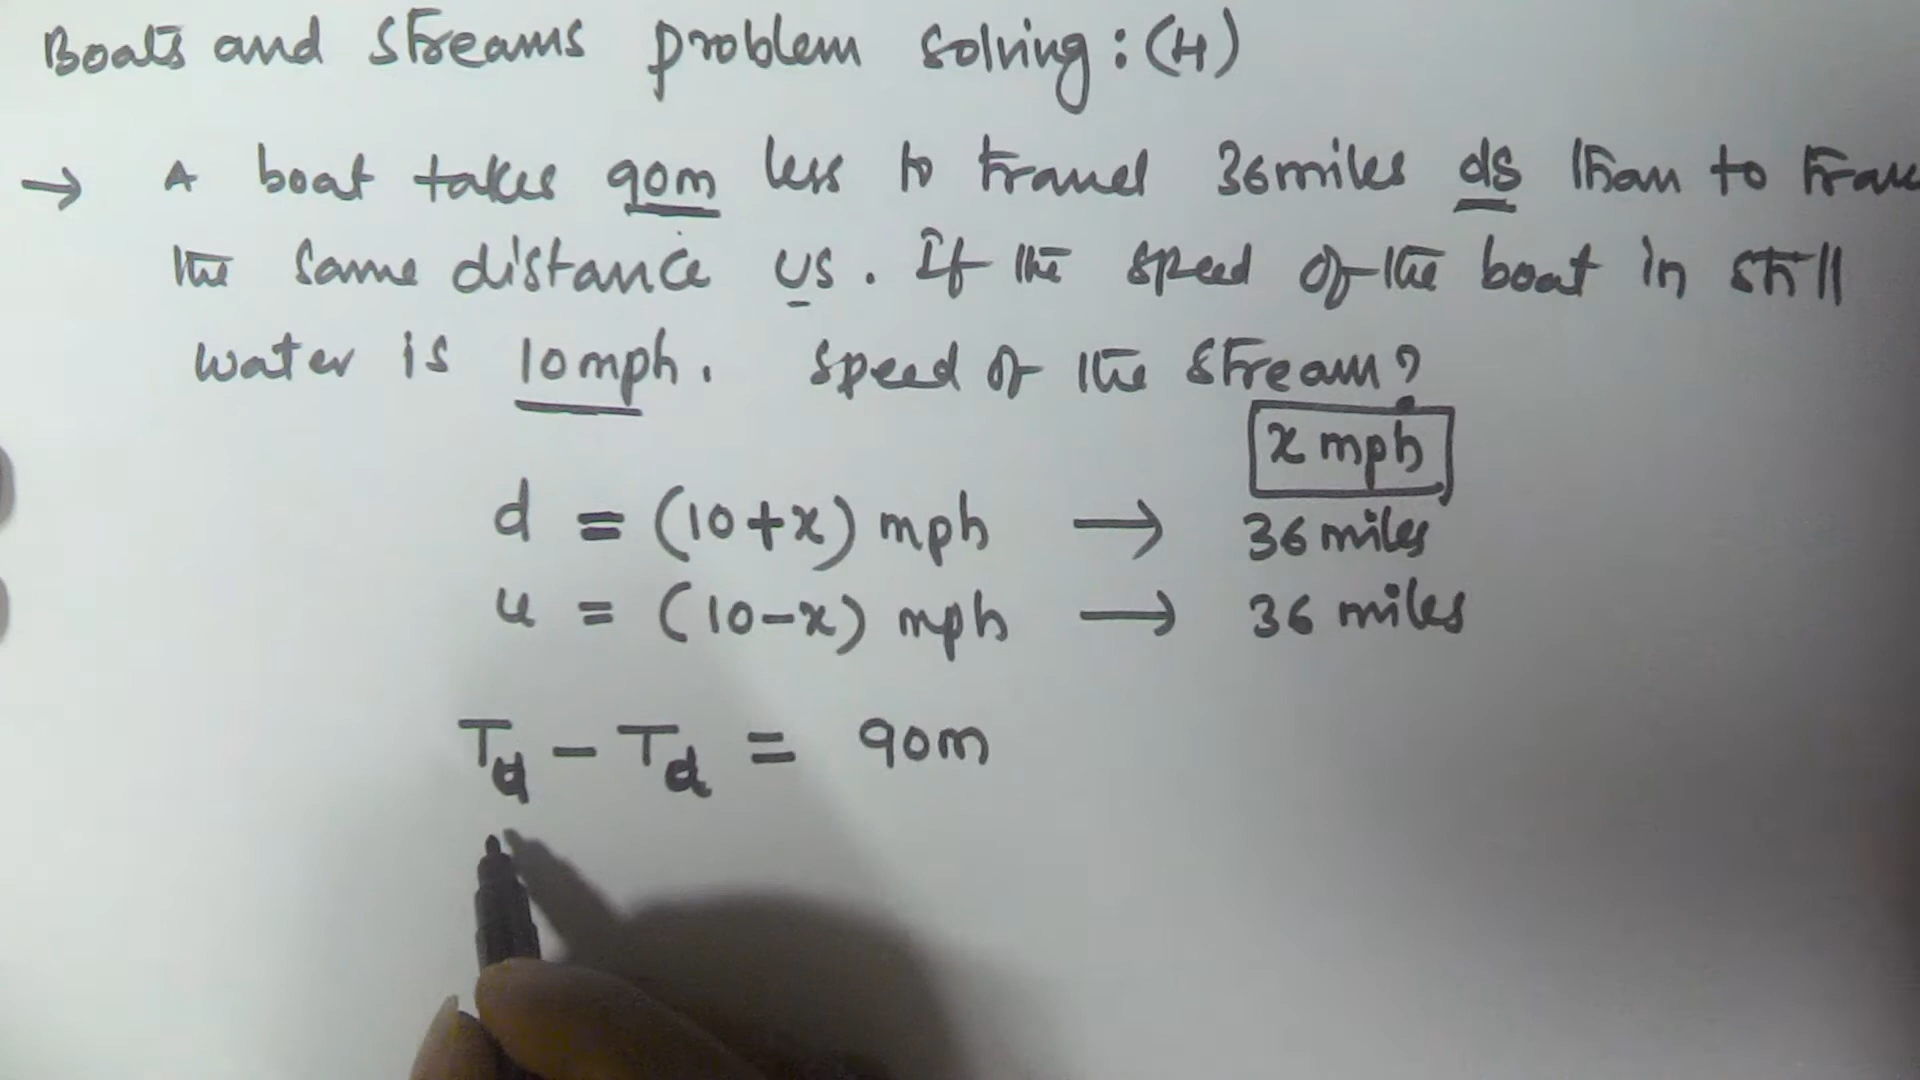 Boats and streams problem solving : (H)
→ A boat takes 90m less to travel 36miles ds than to trave
the same distance us . If the speed of the boat in still
water is 10mph . speed of the stream?
x mph
d = (10+x) mph → 36 miles
u = (10-x) mph → 36 miles
Td - Td = 90m